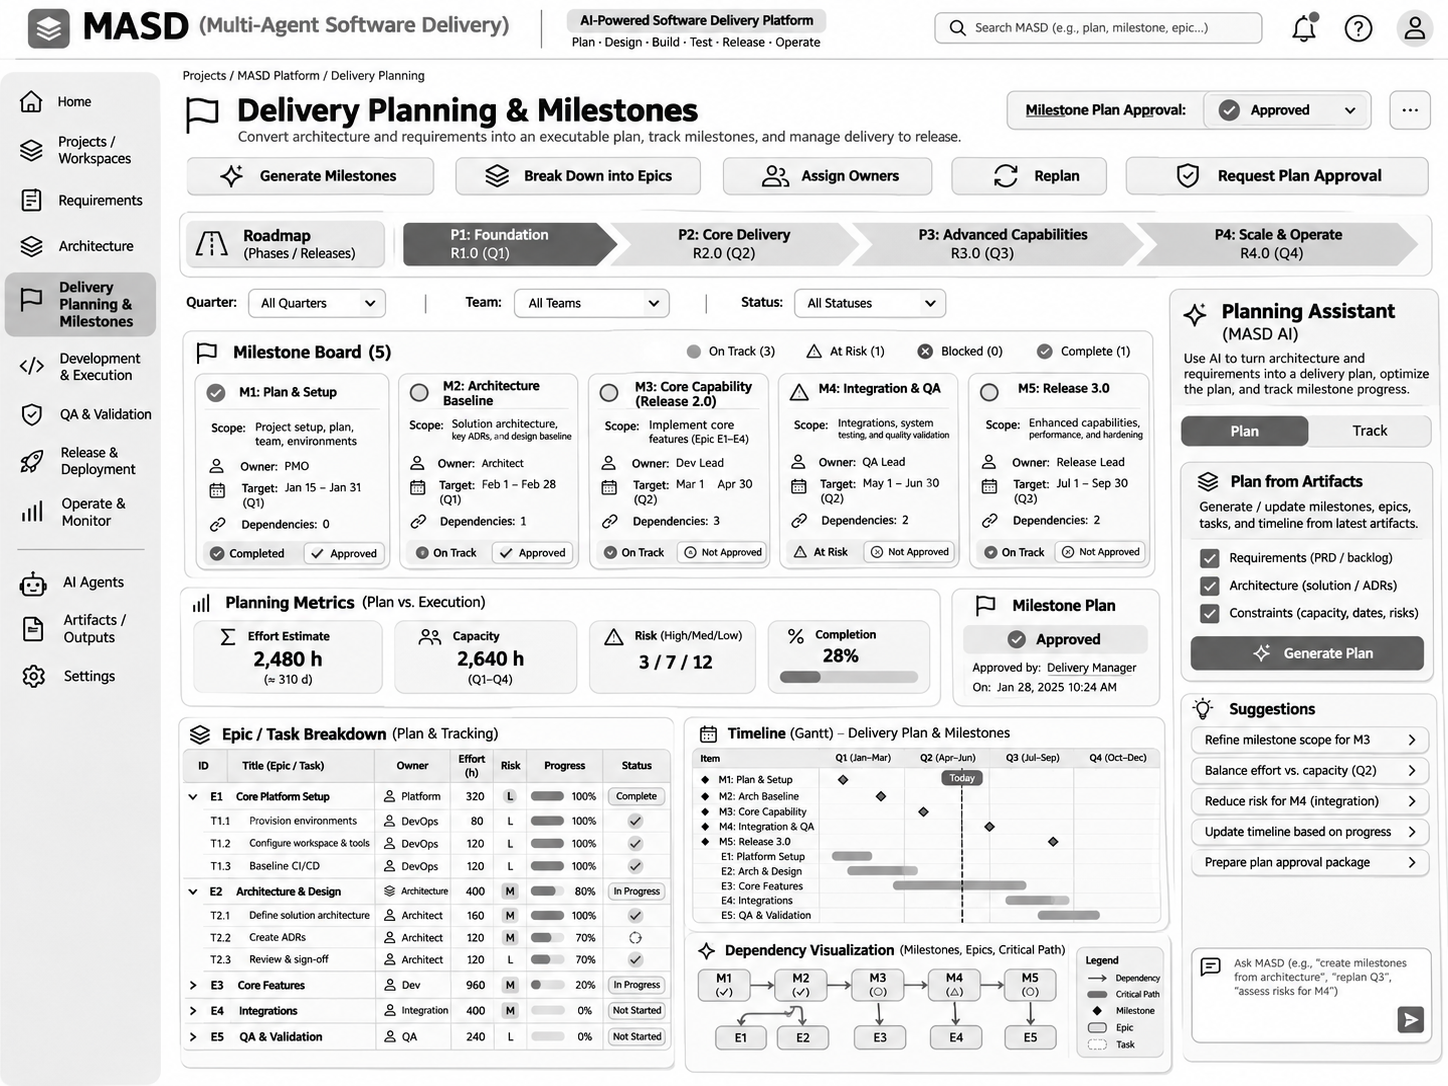 MASD (Multi-Agent Software Delivery)
AI-Powered Software Delivery Platform
Plan · Design · Build · Test · Release · Operate
Search MASD (e.g., plan, milestone, epic...)
Home
Projects /
Workspaces
Requirements
Architecture
Delivery
Planning &
Milestones
Development
& Execution
QA & Validation
Release &
Deployment
Operate &
Monitor
AI Agents
Artifacts /
Outputs
Settings
Projects / MASD Platform / Delivery Planning
Delivery Planning & Milestones
Convert architecture and requirements into an executable plan, track milestones, and manage delivery to release.
Milestone Plan Approval: Approved
Generate Milestones
Break Down into Epics
Assign Owners
Replan
Request Plan Approval
Roadmap
(Phases / Releases)
P1: Foundation
R1.0 (Q1)
P2: Core Delivery
R2.0 (Q2)
P3: Advanced Capabilities
R3.0 (Q3)
P4: Scale & Operate
R4.0 (Q4)
Quarter: All Quarters | Team: All Teams | Status: All Statuses
Milestone Board (5)
On Track (3) At Risk (1) Blocked (0) Complete (1)
M1: Plan & Setup
Scope: Project setup, plan,
team, environments
Owner: PMO
Target: Jan 15 – Jan 31
(Q1)
Dependencies: 0
Completed Approved
M2: Architecture
Baseline
Scope: Solution architecture,
key ADRs, and design baseline
Owner: Architect
Target: Feb 1 – Feb 28
(Q1)
Dependencies: 1
On Track Approved
M3: Core Capability
(Release 2.0)
Scope: Implement core
features (Epic E1–E4)
Owner: Dev Lead
Target: Mar 1 Apr 30
(Q2)
Dependencies: 3
On Track Not Approved
M4: Integration & QA
Scope: Integrations, system
testing, and quality validation
Owner: QA Lead
Target: May 1 – Jun 30
(Q2)
Dependencies: 2
At Risk Not Approved
M5: Release 3.0
Scope: Enhanced capabilities,
performance, and hardening
Owner: Release Lead
Target: Jul 1 – Sep 30
(Q3)
Dependencies: 2
On Track Not Approved
Planning Metrics (Plan vs. Execution)
Effort Estimate
2,480 h
(≈ 310 d)
Capacity
2,640 h
(Q1–Q4)
Risk (High/Med/Low)
3 / 7 / 12
% Completion
28%
Milestone Plan
Approved
Approved by: Delivery Manager
On: Jan 28, 2025 10:24 AM
Epic / Task Breakdown (Plan & Tracking)
ID Title (Epic / Task) Owner Effort (h) Risk Progress Status
E1 Core Platform Setup Platform 320 L 100% Complete
T1.1 Provision environments DevOps 80 L 100%
T1.2 Configure workspace & tools DevOps 120 L 100%
T1.3 Baseline CI/CD DevOps 120 L 100%
E2 Architecture & Design Architecture 400 M 80% In Progress
T2.1 Define solution architecture Architect 160 M 100%
T2.2 Create ADRs Architect 120 M 70%
T2.3 Review & sign-off Architect 120 L 70%
E3 Core Features Dev 960 M 20% In Progress
E4 Integrations Integration 400 M 0% Not Started
E5 QA & Validation QA 240 L 0% Not Started
Timeline (Gantt) – Delivery Plan & Milestones
Item Q1 (Jan–Mar) Q2 (Apr–Jun) Q3 (Jul–Sep) Q4 (Oct–Dec)
Today
M1: Plan & Setup
M2: Arch Baseline
M3: Core Capability
M4: Integration & QA
M5: Release 3.0
E1: Platform Setup
E2: Arch & Design
E3: Core Features
E4: Integrations
E5: QA & Validation
Dependency Visualization (Milestones, Epics, Critical Path)
M1 M2 M3 M4 M5
E1 E2 E3 E4 E5
Legend
Dependency
Critical Path
Milestone
Epic
Task
Planning Assistant
(MASD AI)
Use AI to turn architecture and
requirements into a delivery plan, optimize
the plan, and track milestone progress.
Plan Track
Plan from Artifacts
Generate / update milestones, epics,
tasks, and timeline from latest artifacts.
Requirements (PRD / backlog)
Architecture (solution / ADRs)
Constraints (capacity, dates, risks)
Generate Plan
Suggestions
Refine milestone scope for M3
Balance effort vs. capacity (Q2)
Reduce risk for M4 (integration)
Update timeline based on progress
Prepare plan approval package
Ask MASD (e.g., “create milestones
from architecture”, “replan Q3”,
“assess risks for M4”)